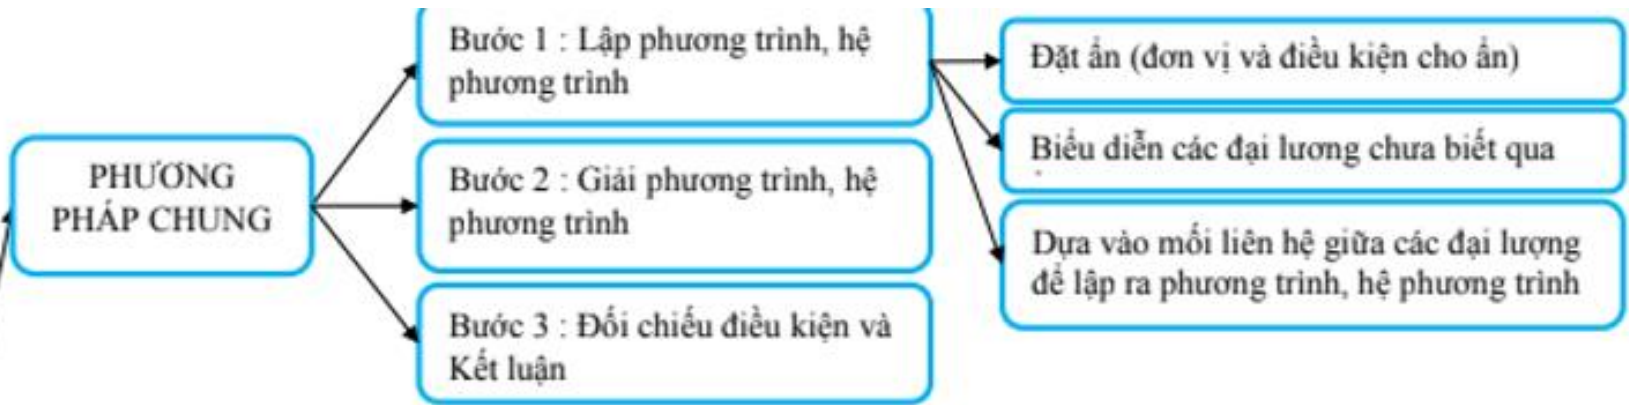 PHƯƠNG
PHÁP CHUNG
Bước 1 : Lập phương trình, hệ
phương trình
Bước 2 : Giải phương trình, hệ
phương trình
Bước 3 : Đối chiếu điều kiện và
Kết luận
Đặt ẩn (đơn vị và điều kiện cho ẩn)
Biểu diễn các đại lương chưa biết qua
Dựa vào mối liên hệ giữa các đại lượng
để lập ra phương trình, hệ phương trình